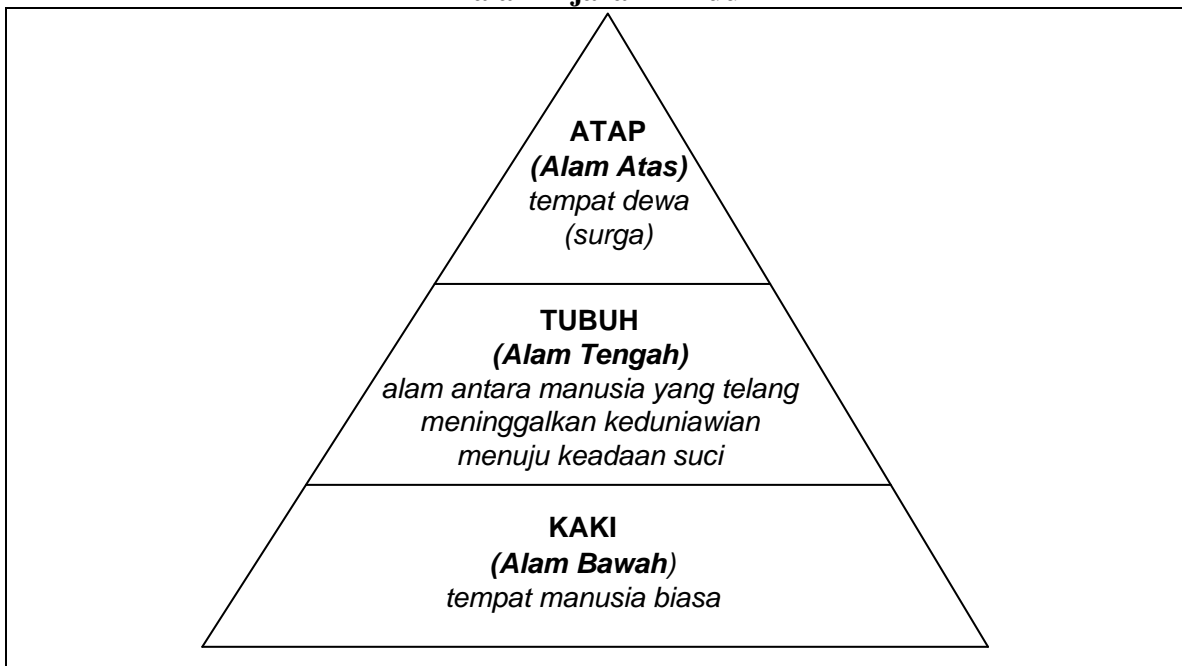 ATAP
(Alam Atas)
tempat dewa
(surga)
TUBUH
(Alam Tengah)
alam antara manusia yang telang
meninggalkan keduniawian
menuju keadaan suci
KAKI
(Alam Bawah)
tempat manusia biasa